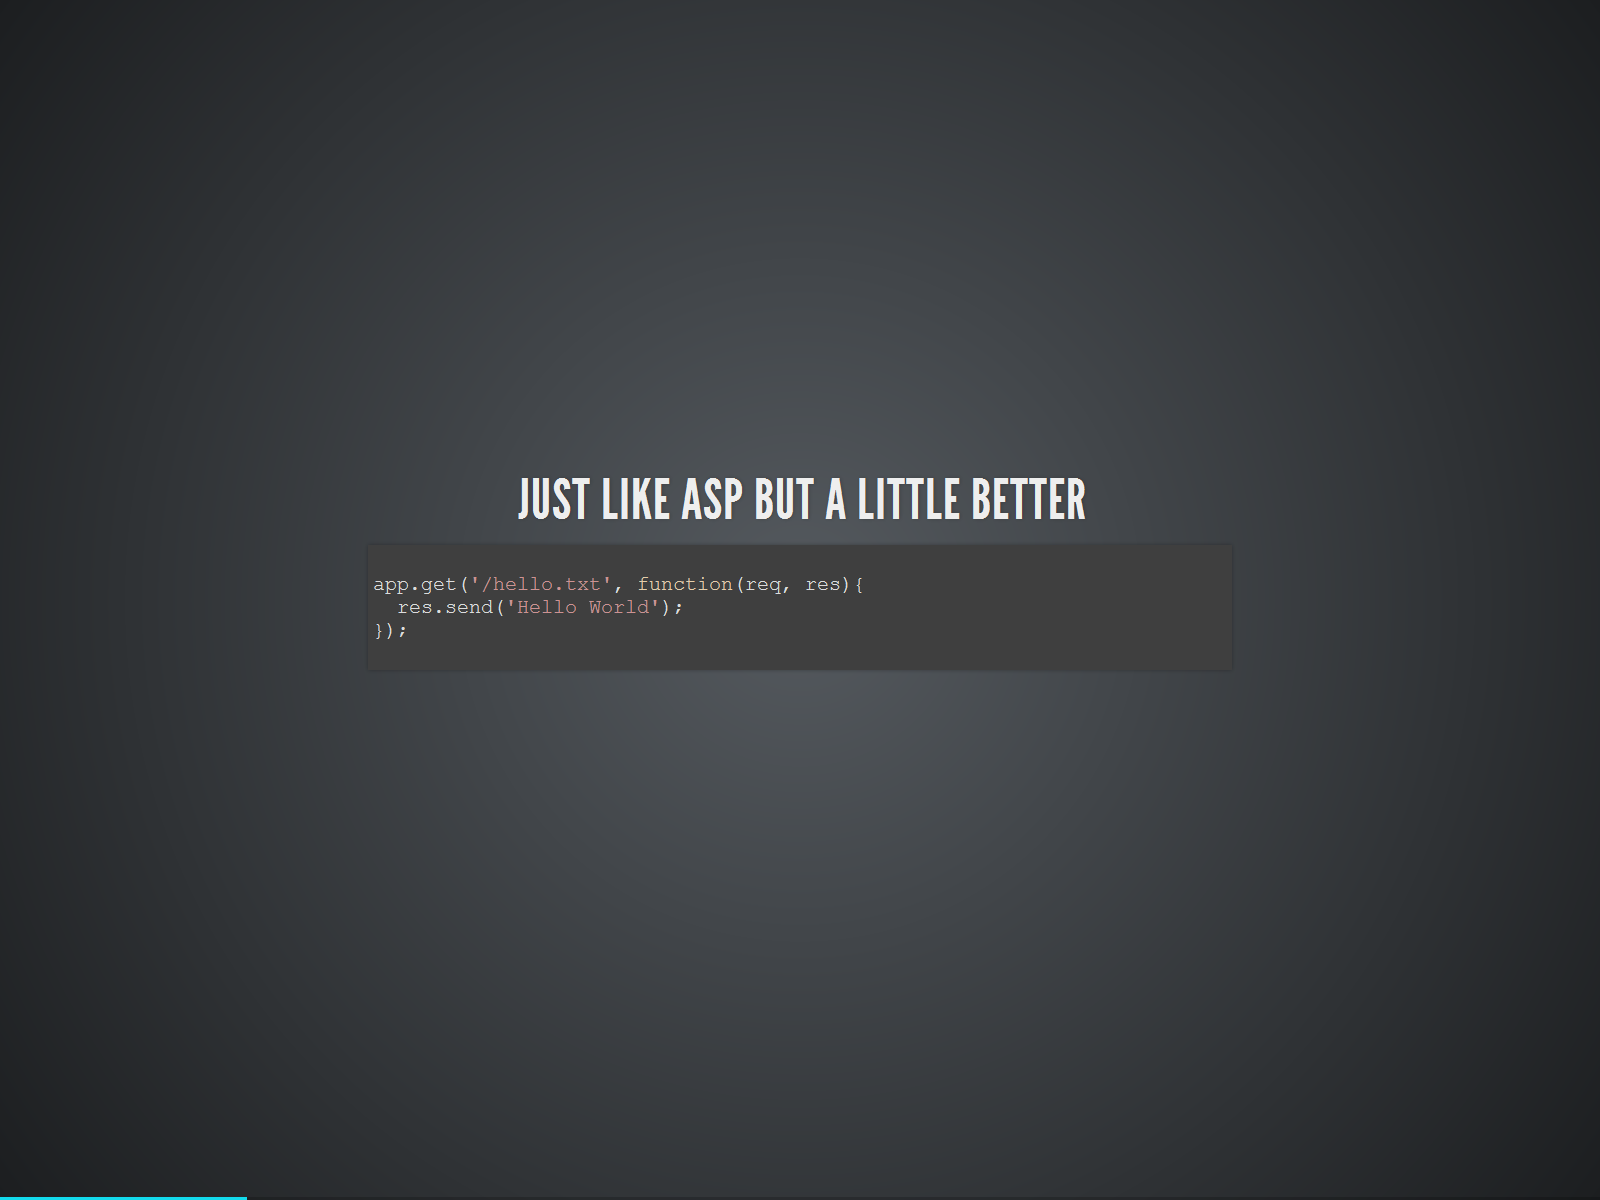 JUST LIKE ASP BUT A LITTLE BETTER
app.get('/hello.txt', function(req, res){
  res.send('Hello World');
});